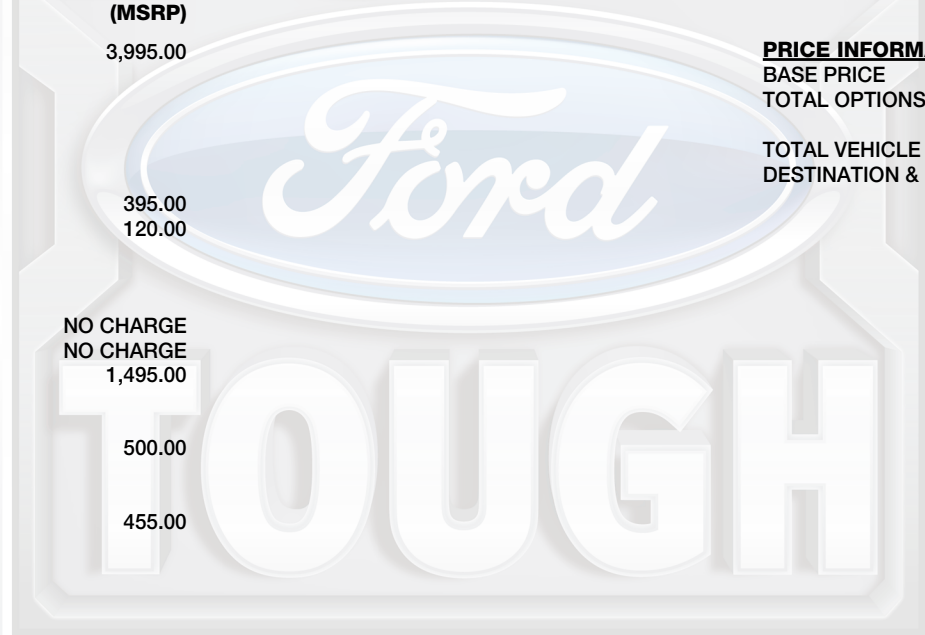 (MSRP)
3,995.00
395.00
120.00
NO CHARGE
NO CHARGE
1,495.00
500.00
455.00
PRICE INFORMA
BASE PRICE
TOTAL OPTIONS
TOTAL VEHICLE
DESTINATION &
Ford
TOUGH